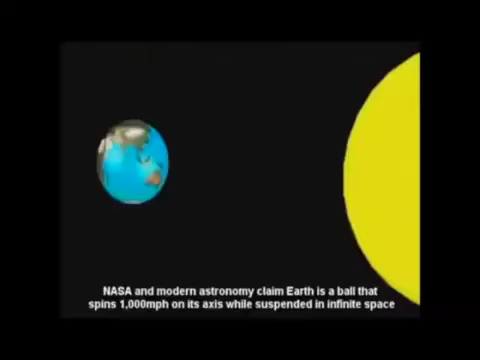 NASA and modern astronomy claim Earth is a ball that
spins 1,000mph on its axis while suspended in infinite space